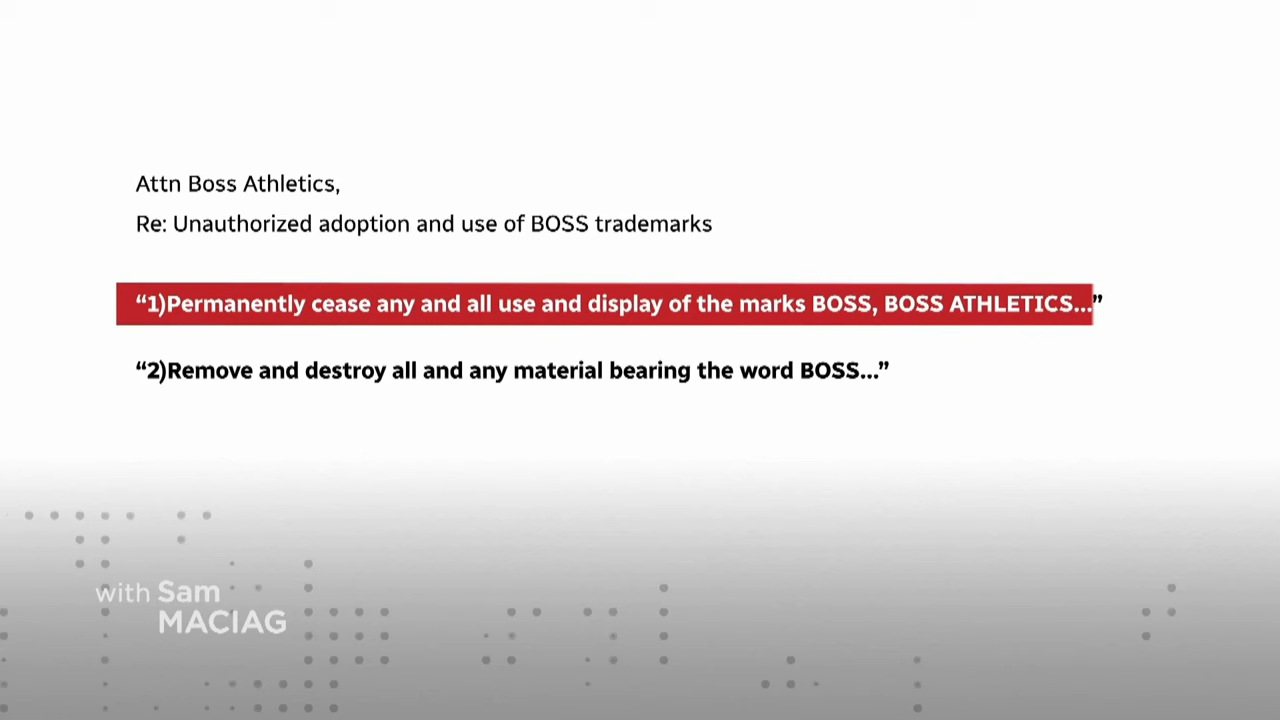 Attn Boss Athletics,
Re: Unauthorized adoption and use of BOSS trademarks
“1)Permanently cease any and all use and display of the marks BOSS, BOSS ATHLETICS...”
“2)Remove and destroy all and any material bearing the word BOSS...”
with Sam
MACIAG